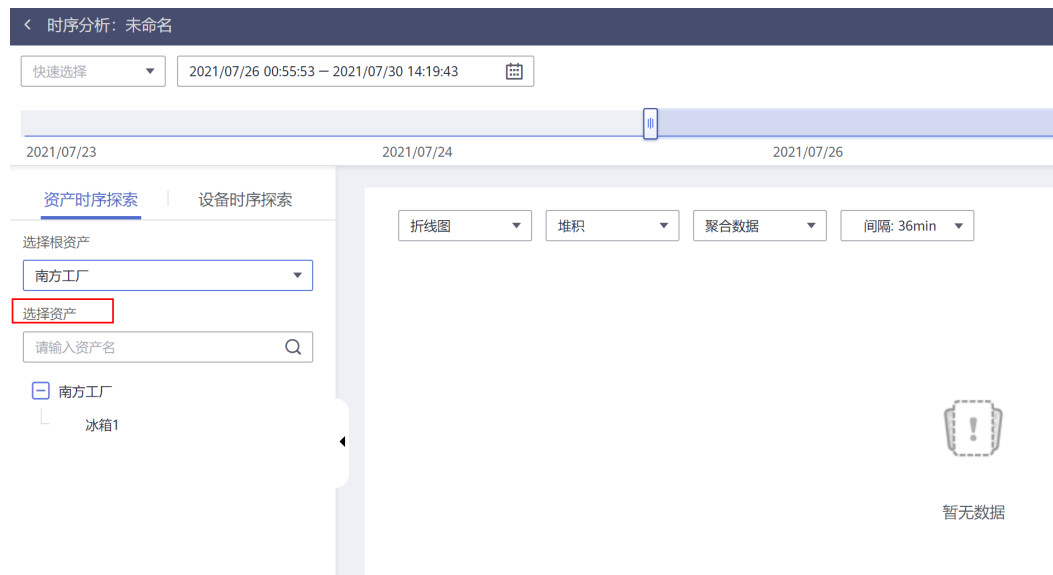 时序分析：未命名
快速选择
2021/07/26 00:55:53 — 2021/07/30 14:19:43
2021/07/23
2021/07/24
2021/07/26
资产时序探索
设备时序探索
折线图
堆积
聚合数据
间隔: 36min
选择根资产
南方工厂
选择资产
请输入资产名
南方工厂
冰箱1
暂无数据